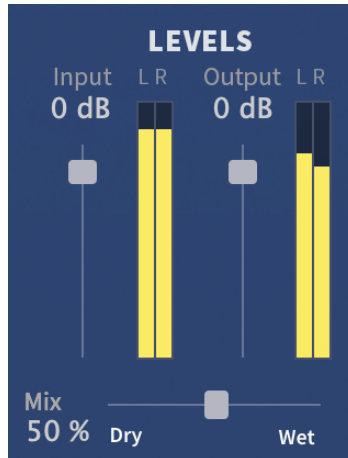 LEVELS
Input L R Output L R
0 dB 0 dB
Mix
50 % Dry Wet